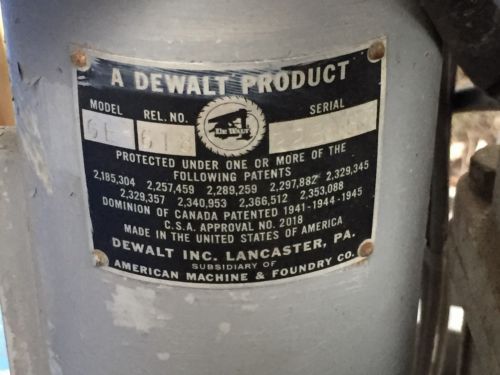 A DEWALT PRODUCT
MODEL REL. NO. SERIAL
DE WALT
PROTECTED UNDER ONE OR MORE OF THE
FOLLOWING PATENTS
2,185,304 2,257,459 2,289,259 2,297,882 2,329,345
2,329,357 2,340,953 2,366,512 2,353,088
DOMINION OF CANADA PATENTED 1941-1944-1945
C.S.A. APPROVAL NO. 2018
MADE IN THE UNITED STATES OF AMERICA
DEWALT INC. LANCASTER, PA.
SUBSIDIARY OF
AMERICAN MACHINE & FOUNDRY CO.